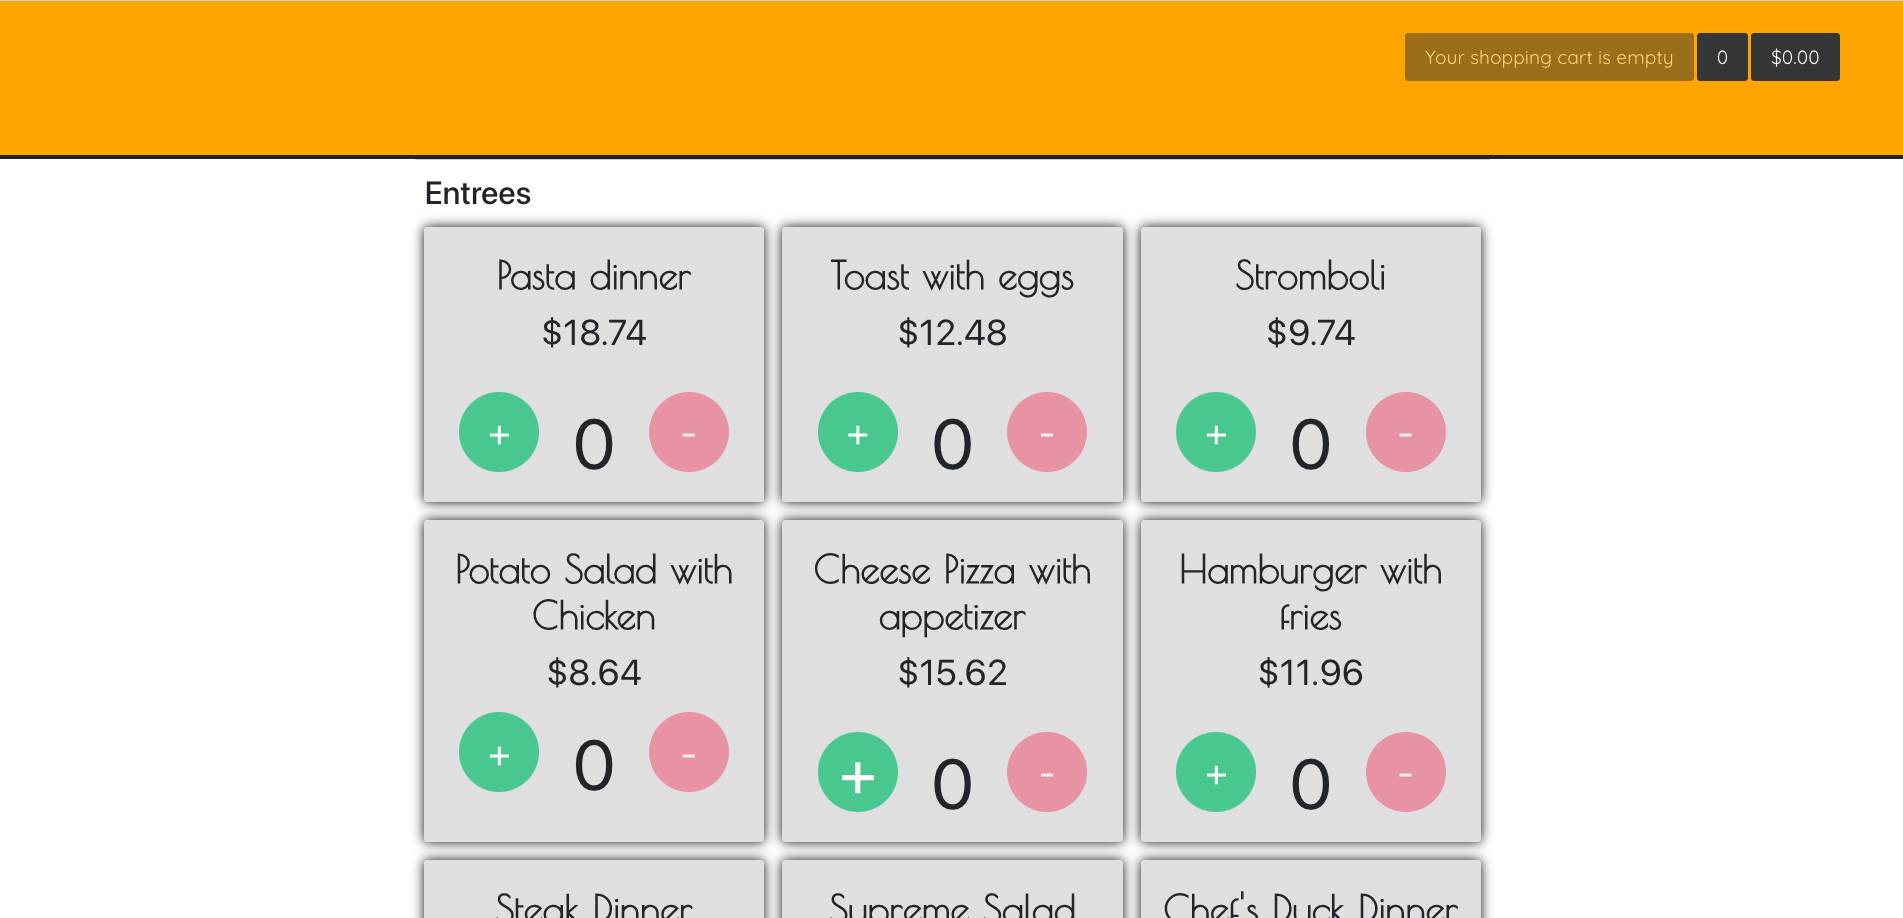 Your shopping cart is empty 0 $0.00
Entrees
Pasta dinner
$18.74
+ 0 -
Toast with eggs
$12.48
+ 0 -
Stromboli
$9.74
+ 0 -
Potato Salad with
Chicken
$8.64
+ 0 -
Cheese Pizza with
appetizer
$15.62
+ 0 -
Hamburger with
fries
$11.96
+ 0 -
Steak Dinner
Supreme Salad
Chef's Duck Dinner